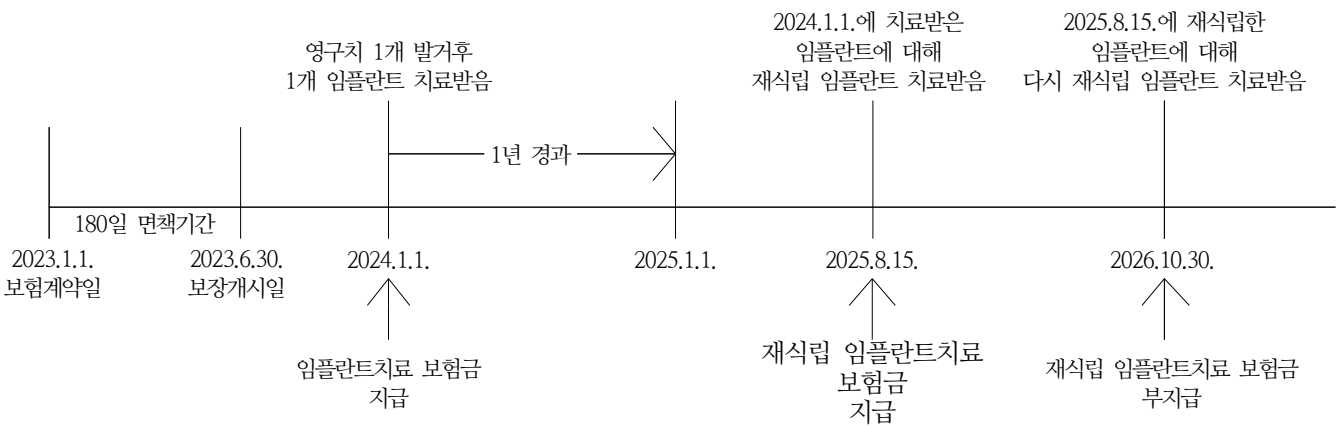 영구치 1개 발거후
1개 임플란트 치료받음
2024.1.1.에 치료받은
임플란트에 대해
재식립 임플란트 치료받음
2025.8.15.에 재식립한
임플란트에 대해
다시 재식립 임플란트 치료받음
1년 경과
180일 면책기간
2023.1.1.
보험계약일
2023.6.30.
보장개시일
2024.1.1.
2025.1.1.
2025.8.15.
2026.10.30.
임플란트치료 보험금
지급
재식립 임플란트치료
보험금
지급
재식립 임플란트치료 보험금
부지급